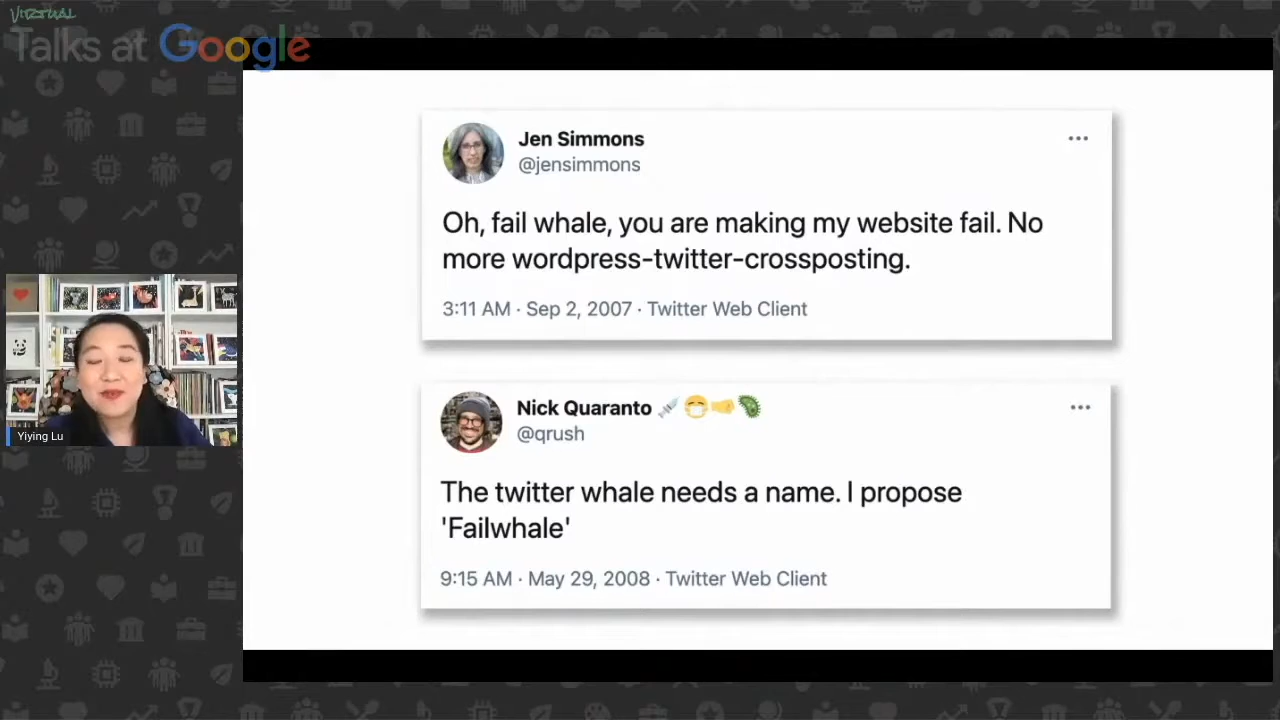 VIRTUAL
Talks at Google
Jen Simmons
@jensimmons
Oh, fail whale, you are making my website fail. No
more wordpress-twitter-crossposting.
3:11 AM · Sep 2, 2007 · Twitter Web Client
Nick Quaranto 💉😷🤛🦠
@qrush
The twitter whale needs a name. I propose
'Failwhale'
9:15 AM · May 29, 2008 · Twitter Web Client
Yiying Lu